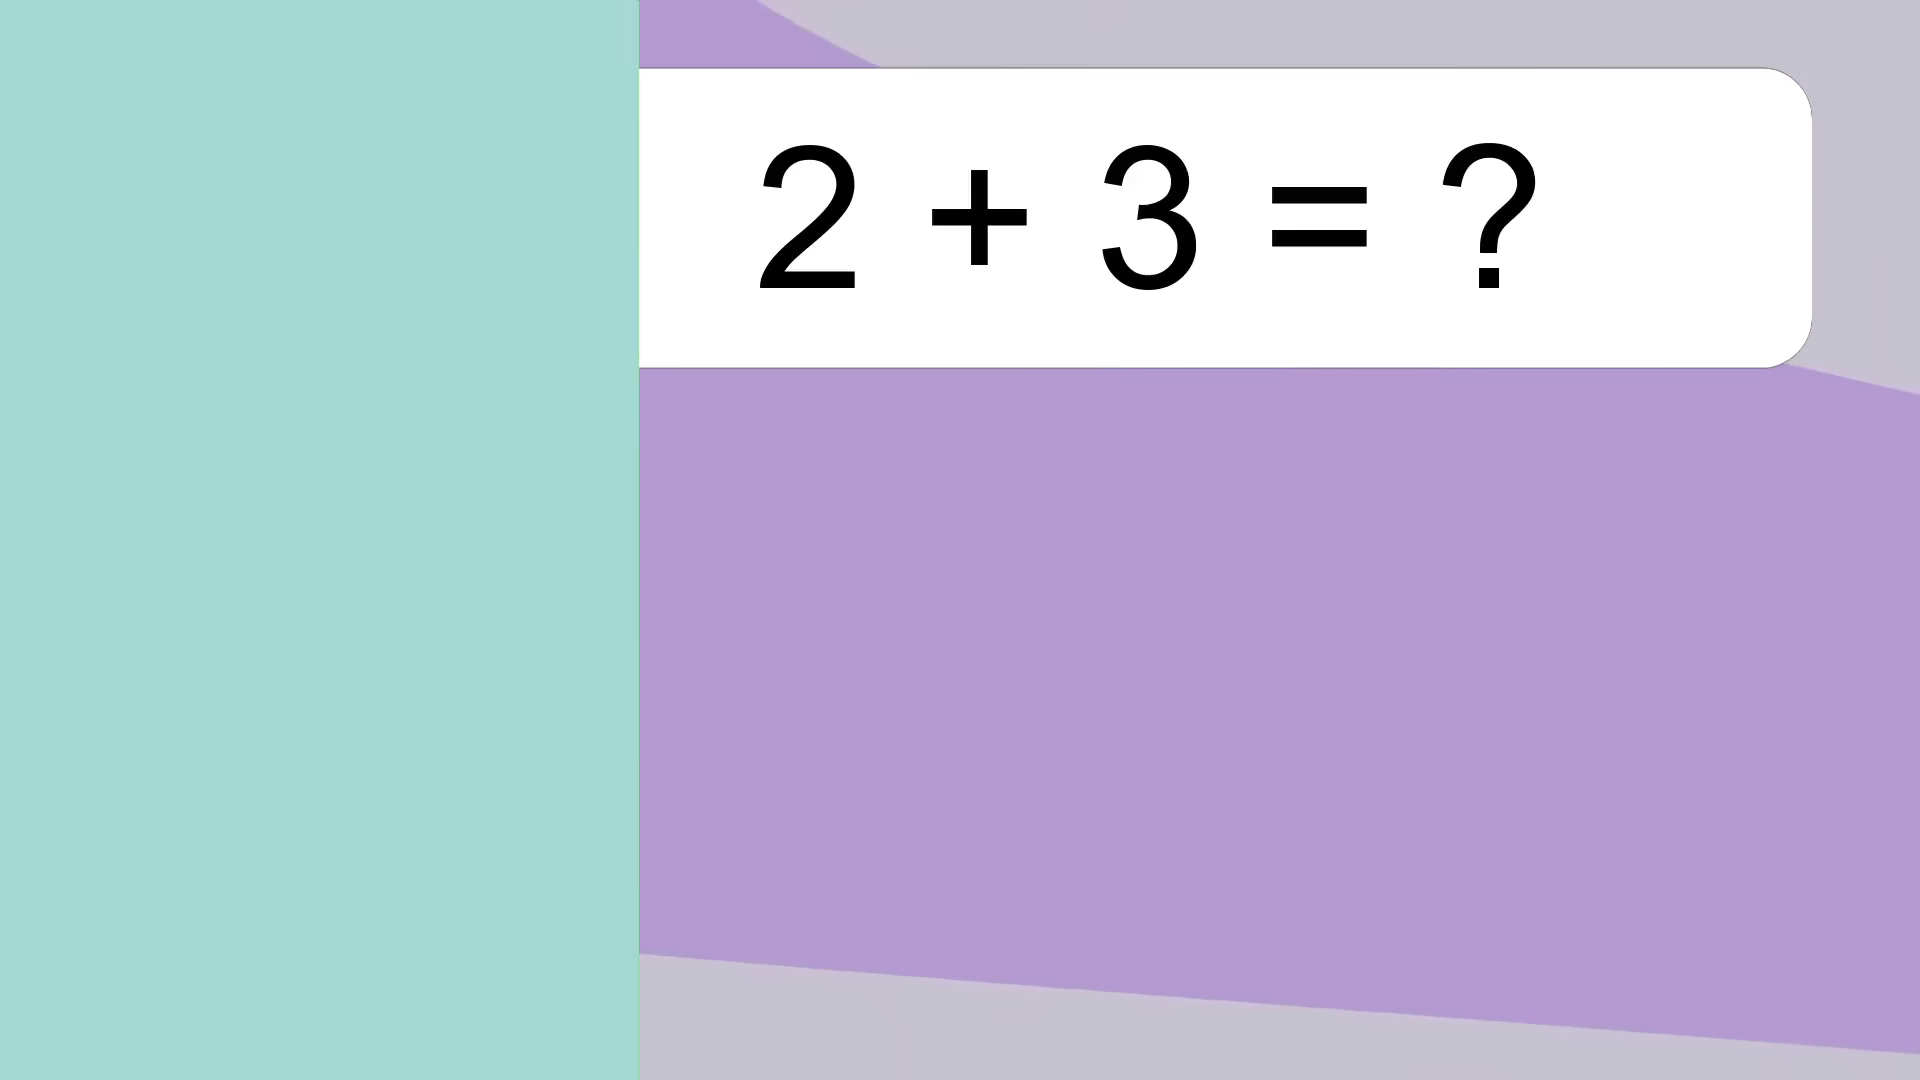 2 + 3 = ?